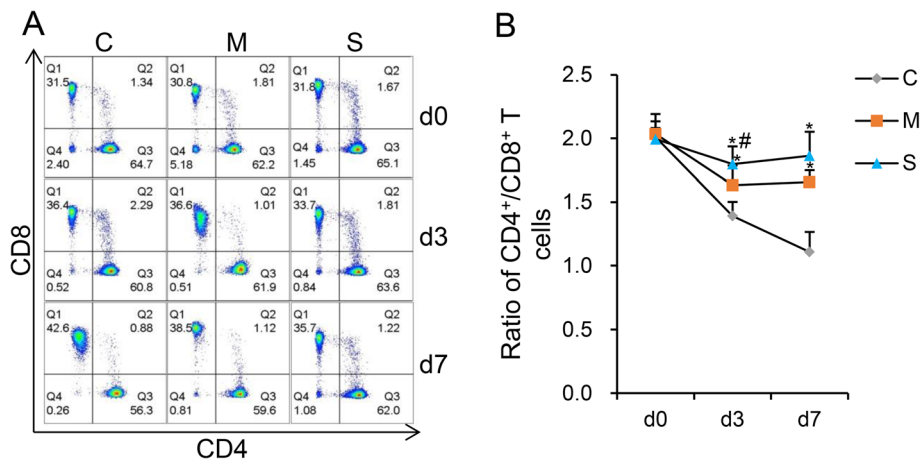 A
C M S
Q1 Q2 Q1 Q2 Q1 Q2
31.5 1.34 30.8 1.81 31.8 1.67
d0
Q4 Q3 Q4 Q3 Q4 Q3
2.40 64.7 5.18 62.2 1.45 65.1
Q1 Q2 Q1 Q2 Q1 Q2
36.4 2.29 36.6 1.01 33.7 1.81
d3
Q4 Q3 Q4 Q3 Q4 Q3
0.52 60.8 0.51 61.9 0.84 63.6
Q1 Q2 Q1 Q2 Q1 Q2
42.6 0.88 38.5 1.12 35.7 1.22
d7
Q4 Q3 Q4 Q3 Q4 Q3
0.26 56.3 0.81 59.6 1.08 62.0
CD8
CD4
B
Ratio of CD4⁺/CD8⁺ T
cells
2.5
2.0
1.5
1.0
0.5
0.0
*#
*
*
*
d0 d3 d7
C
M
S